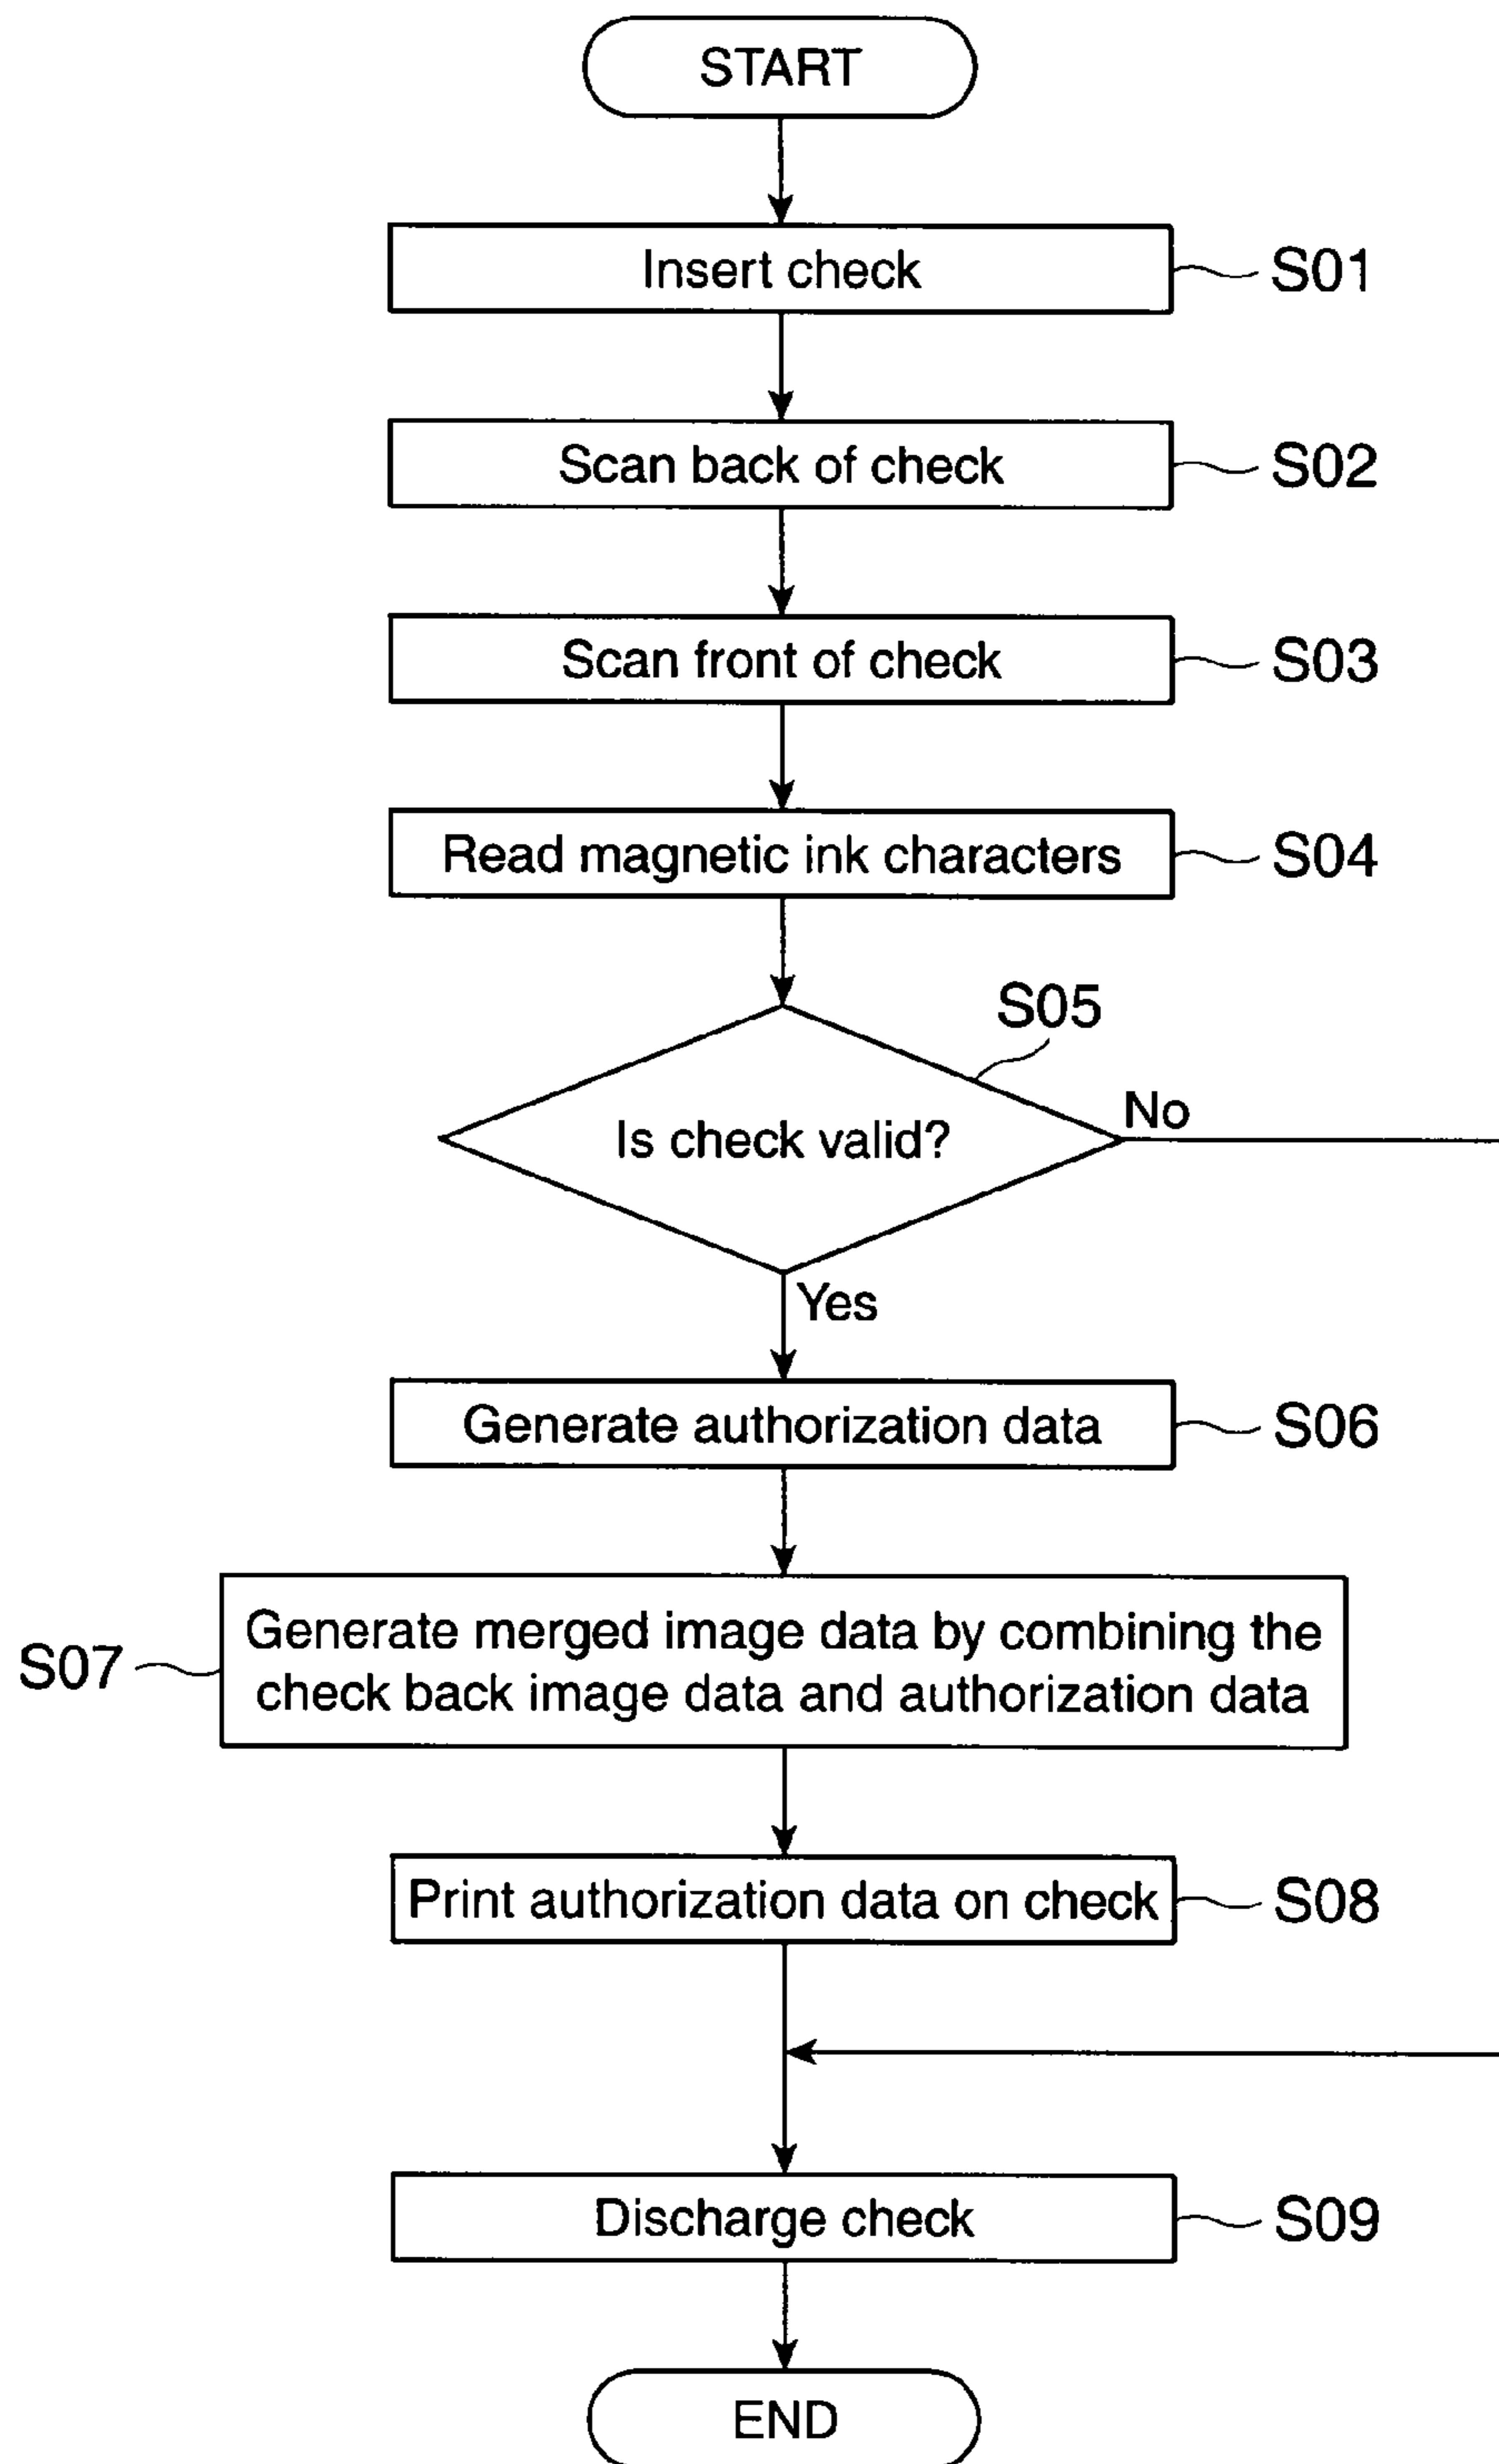 START
Insert check
S01
Scan back of check
S02
Scan front of check
S03
Read magnetic ink characters
S04
S05
Is check valid?
No
Yes
Generate authorization data
S06
S07
Generate merged image data by combining the
check back image data and authorization data
Print authorization data on check
S08
Discharge check
S09
END